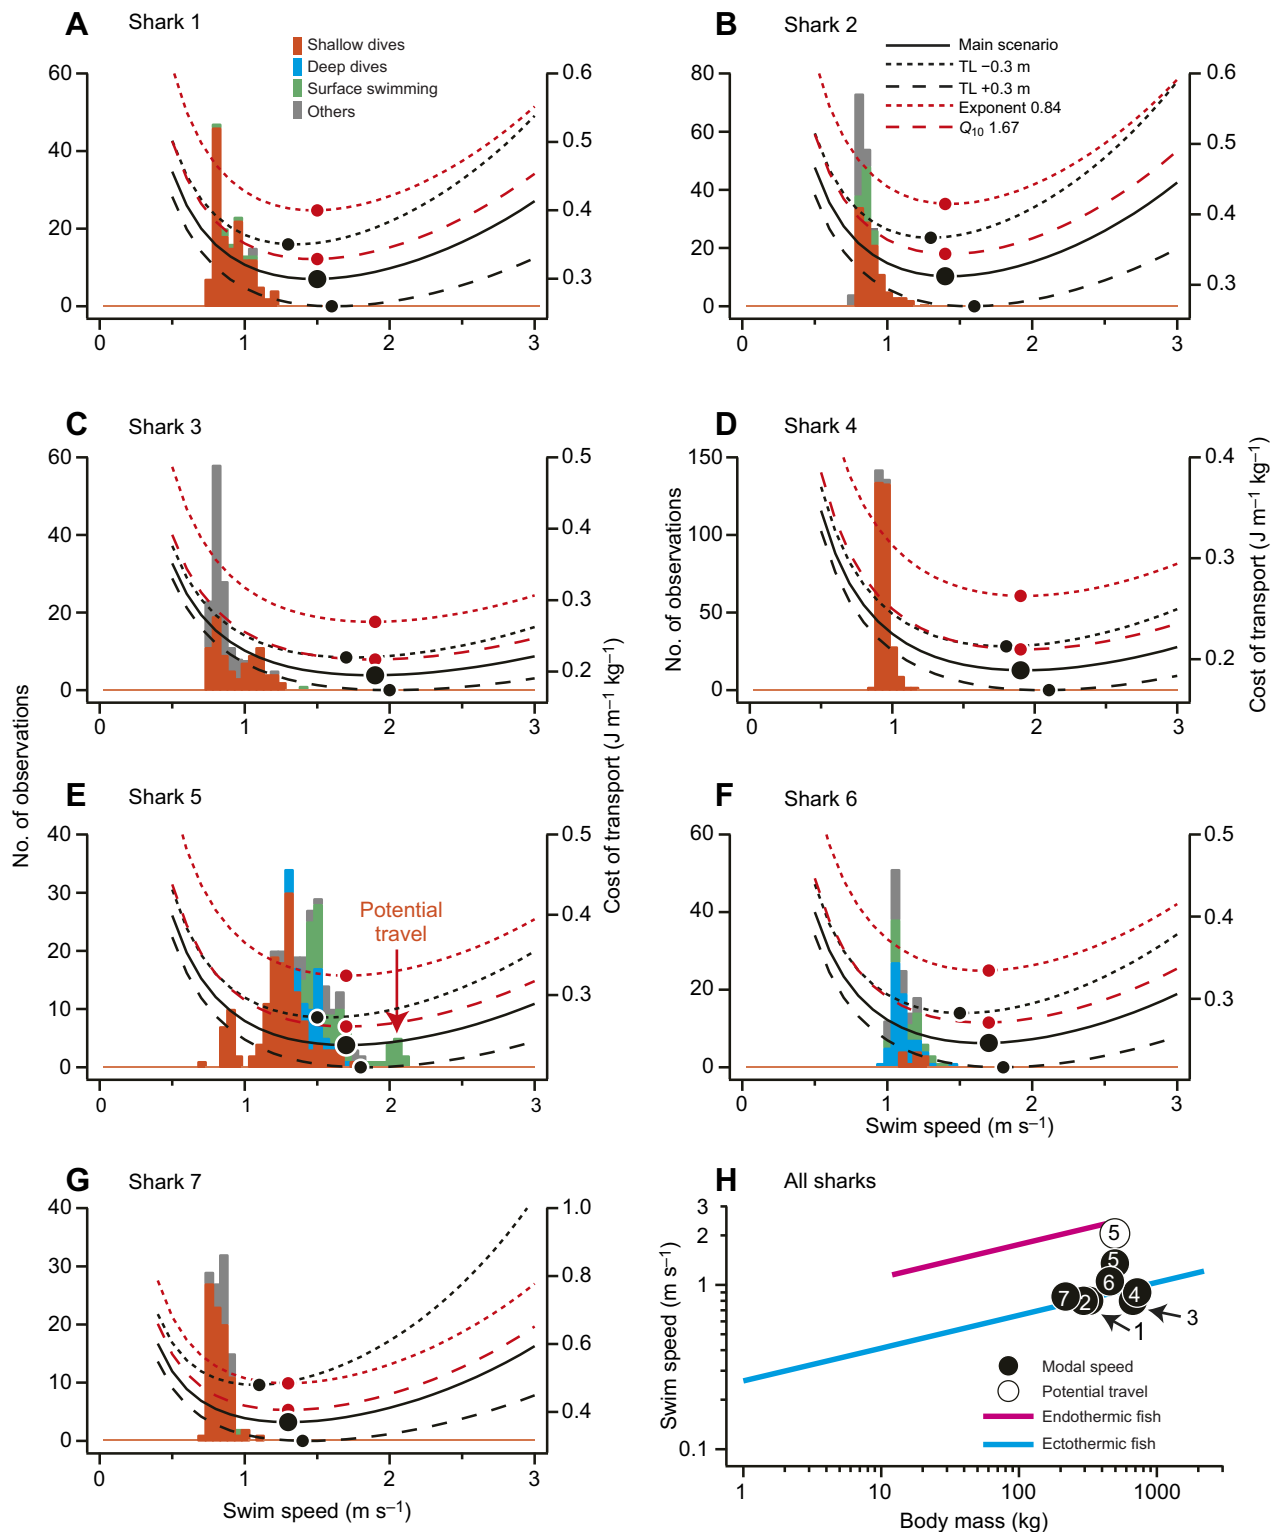 A Shark 1
Shallow dives
Deep dives
Surface swimming
Others
60
40
20
0
0.6
0.5
0.4
0.3
0 1 2 3
B Shark 2
Main scenario
TL −0.3 m
TL +0.3 m
Exponent 0.84
Q10 1.67
80
60
40
20
0
0.6
0.5
0.4
0.3
0 1 2 3
C Shark 3
60
40
20
0
0.5
0.4
0.3
0.2
0 1 2 3
D Shark 4
150
100
50
0
0.4
0.3
0.2
0 1 2 3
No. of observations
Cost of transport (J m–1 kg–1)
No. of observations
Cost of transport (J m–1 kg–1)
E Shark 5
Potential
travel
40
30
20
10
0
0.5
0.4
0.3
0 1 2 3
F Shark 6
60
40
20
0
0.5
0.4
0.3
0 1 2 3
Swim speed (m s–1)
G Shark 7
40
30
20
10
0
1.0
0.8
0.6
0.4
0 1 2 3
Swim speed (m s–1)
H All sharks
Swim speed (m s–1)
3
2
1
0.1
5
5
6
7 2 4
1
3
Modal speed
Potential travel
Endothermic fish
Ectothermic fish
1 10 100 1000
Body mass (kg)